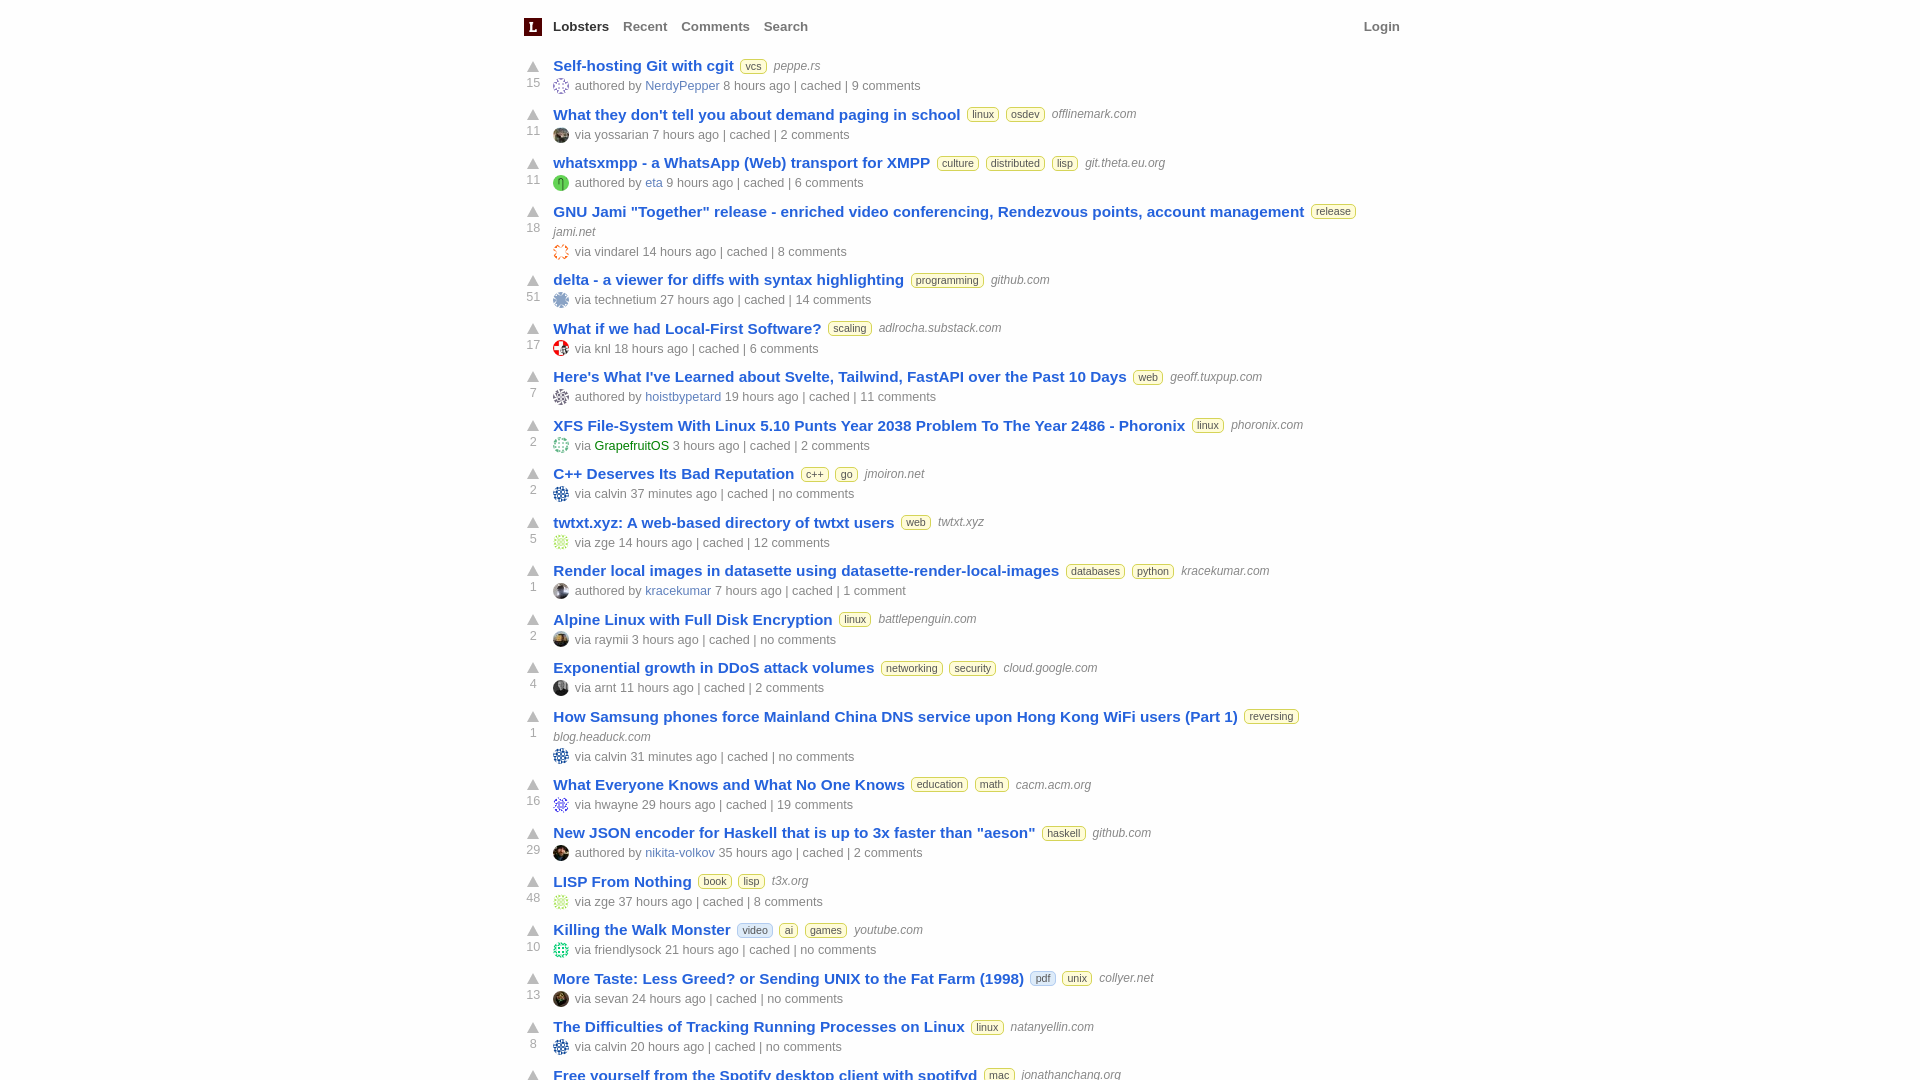 L Lobsters Recent Comments Search Login
Self-hosting Git with cgit vcs peppe.rs
15
authored by NerdyPepper 8 hours ago | cached | 9 comments
What they don't tell you about demand paging in school linux osdev offlinemark.com
11
via yossarian 7 hours ago | cached | 2 comments
whatsxmpp - a WhatsApp (Web) transport for XMPP culture distributed lisp git.theta.eu.org
11
authored by eta 9 hours ago | cached | 6 comments
GNU Jami "Together" release - enriched video conferencing, Rendezvous points, account management release
18
jami.net
via vindarel 14 hours ago | cached | 8 comments
delta - a viewer for diffs with syntax highlighting programming github.com
51
via technetium 27 hours ago | cached | 14 comments
What if we had Local-First Software? scaling adlrocha.substack.com
17
via knl 18 hours ago | cached | 6 comments
Here's What I've Learned about Svelte, Tailwind, FastAPI over the Past 10 Days web geoff.tuxpup.com
7
authored by hoistbypetard 19 hours ago | cached | 11 comments
XFS File-System With Linux 5.10 Punts Year 2038 Problem To The Year 2486 - Phoronix linux phoronix.com
2
via GrapefruitOS 3 hours ago | cached | 2 comments
C++ Deserves Its Bad Reputation c++ go jmoiron.net
2
via calvin 37 minutes ago | cached | no comments
twtxt.xyz: A web-based directory of twtxt users web twtxt.xyz
5
via zge 14 hours ago | cached | 12 comments
Render local images in datasette using datasette-render-local-images databases python kracekumar.com
1
authored by kracekumar 7 hours ago | cached | 1 comment
Alpine Linux with Full Disk Encryption linux battlepenguin.com
2
via raymii 3 hours ago | cached | no comments
Exponential growth in DDoS attack volumes networking security cloud.google.com
4
via arnt 11 hours ago | cached | 2 comments
How Samsung phones force Mainland China DNS service upon Hong Kong WiFi users (Part 1) reversing
1
blog.headuck.com
via calvin 31 minutes ago | cached | no comments
What Everyone Knows and What No One Knows education math cacm.acm.org
16
via hwayne 29 hours ago | cached | 19 comments
New JSON encoder for Haskell that is up to 3x faster than "aeson" haskell github.com
29
authored by nikita-volkov 35 hours ago | cached | 2 comments
LISP From Nothing book lisp t3x.org
48
via zge 37 hours ago | cached | 8 comments
Killing the Walk Monster video ai games youtube.com
10
via friendlysock 21 hours ago | cached | no comments
More Taste: Less Greed? or Sending UNIX to the Fat Farm (1998) pdf unix collyer.net
13
via sevan 24 hours ago | cached | no comments
The Difficulties of Tracking Running Processes on Linux linux natanyellin.com
8
via calvin 20 hours ago | cached | no comments
Free yourself from the Spotify desktop client with spotifyd mac jonathanchang.org